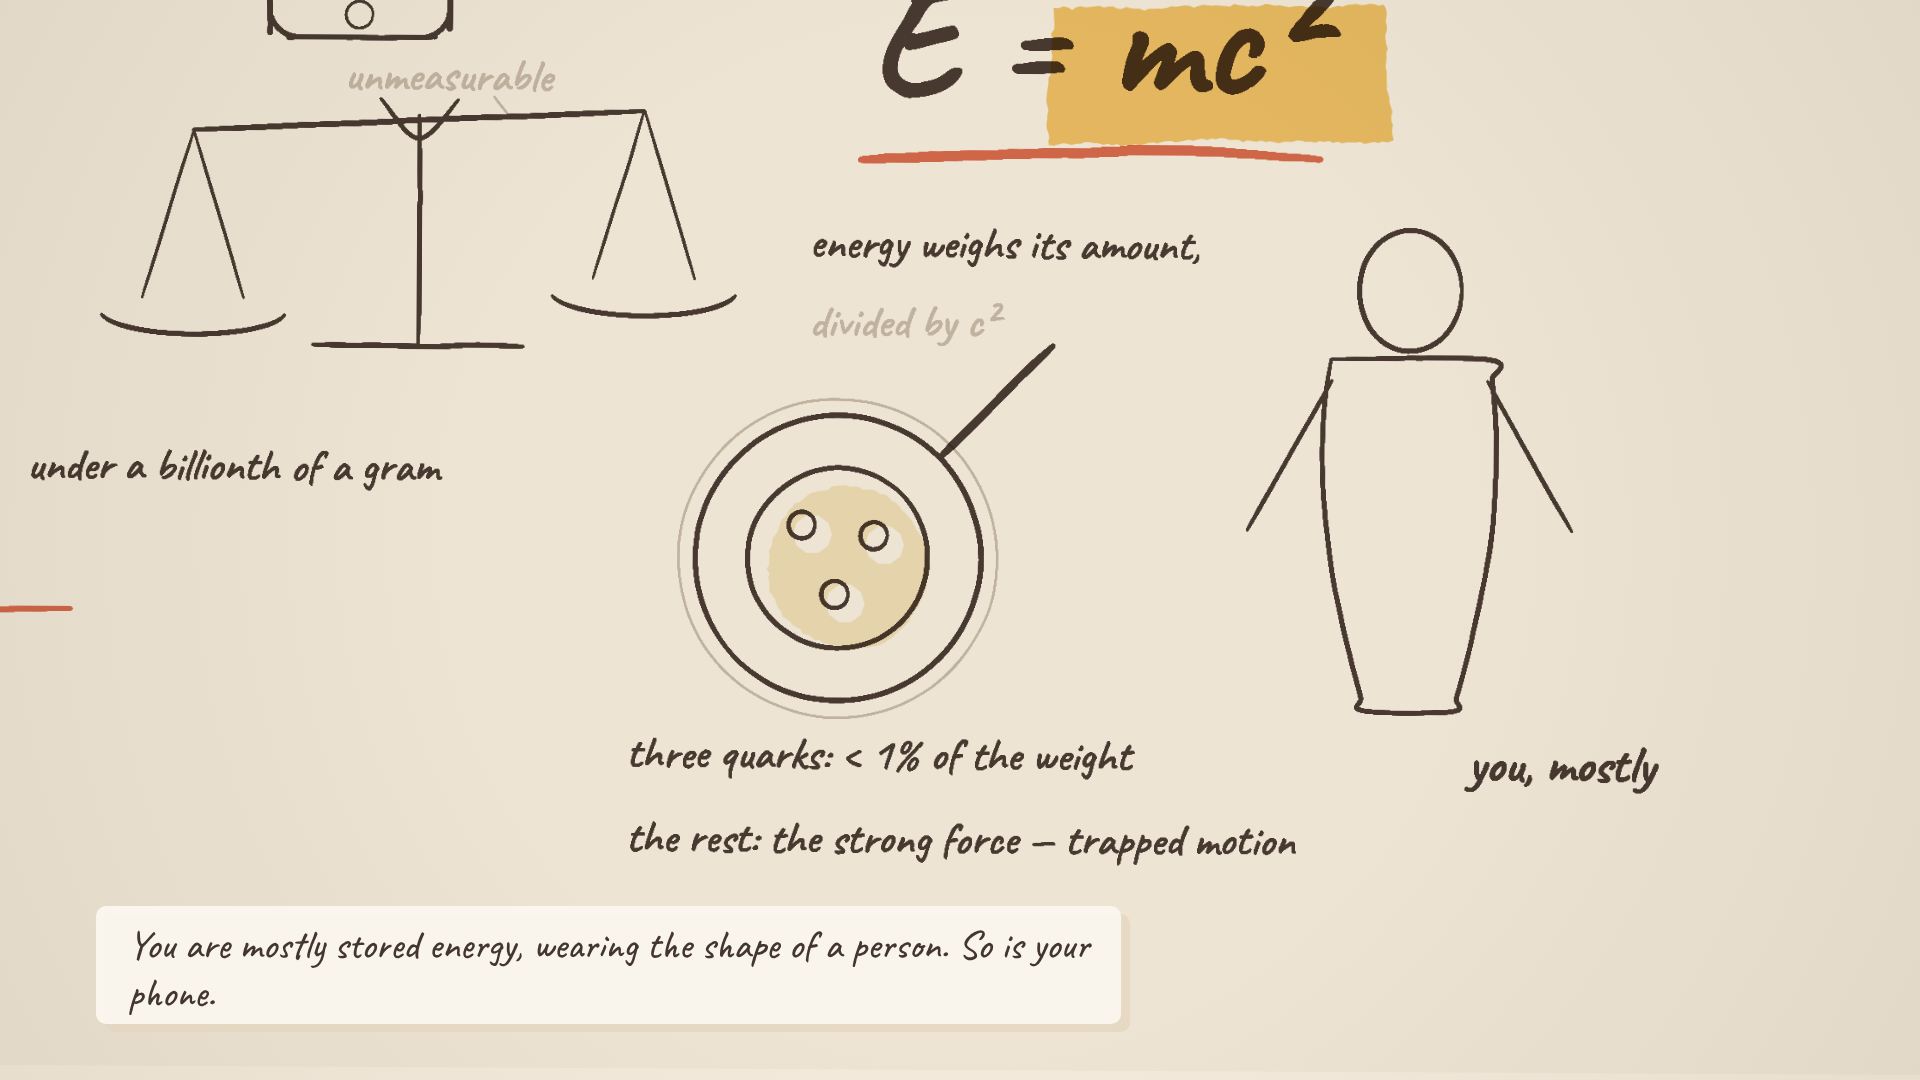 E = mc²
unmeasurable
energy weighs its amount,
divided by c²
under a billionth of a gram
three quarks: < 1% of the weight
you, mostly
the rest: the strong force – trapped motion
You are mostly stored energy, wearing the shape of a person. So is your
phone.